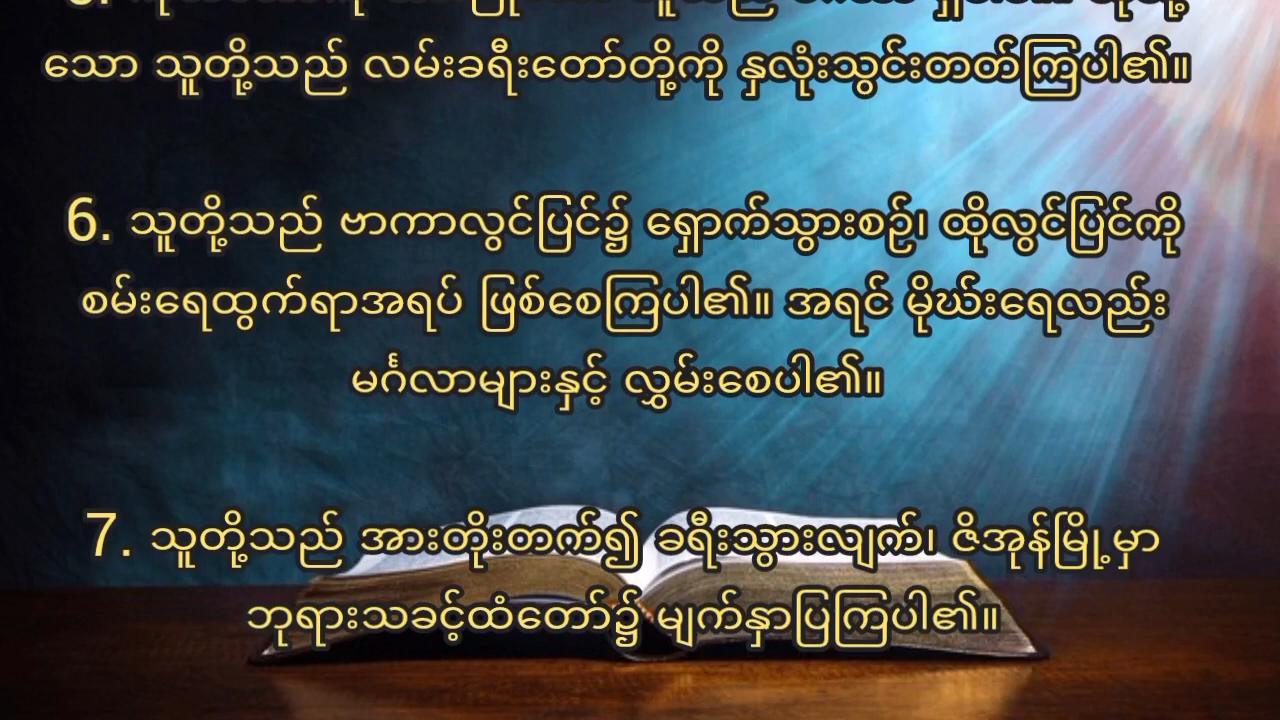 သော သူတို့သည် လမ်းခရီးတော်တို့ကို နှလုံးသွင်းတတ်ကြပါ၏။
6. သူတို့သည် ဗာကာလွင်ပြင်၌ ရှောက်သွားစဉ်၊ ထိုလွင်ပြင်ကို
စမ်းရေထွက်ရာအရပ် ဖြစ်စေကြပါ၏။ အရင် မိုဃ်းရေလည်း
မင်္ဂလာများနှင့် လွှမ်းစေပါ၏။
7. သူတို့သည် အားတိုးတက်၍ ခရီးသွားလျက်၊ ဇိအုန်မြို့မှာ
ဘုရားသခင့်ထံတော်၌ မျက်နှာပြကြပါ၏။